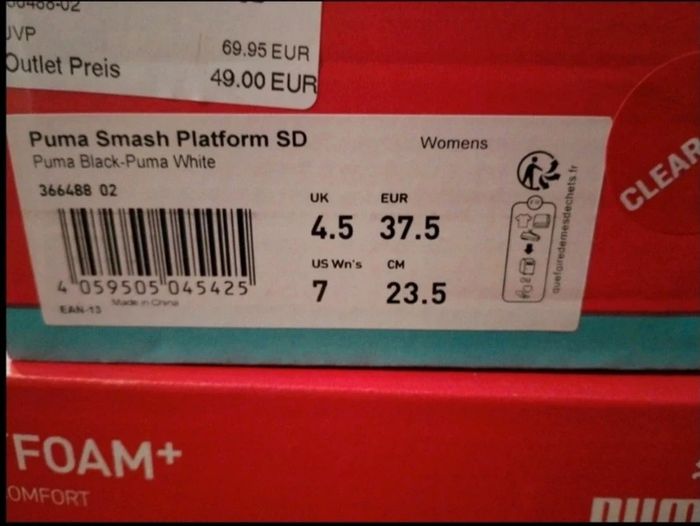 JVP
69.95 EUR
Outlet Preis
49.00 EUR
Puma Smash Platform SD
Womens
Puma Black-Puma White
366488 02
UK
EUR
4.5
37.5
US Wn's
CM
7
23.5
4 059505 045425
EAN-13
Made in China
quefairedemesdechets.fr
CLEAR
FOAM+
OMFORT
PUM